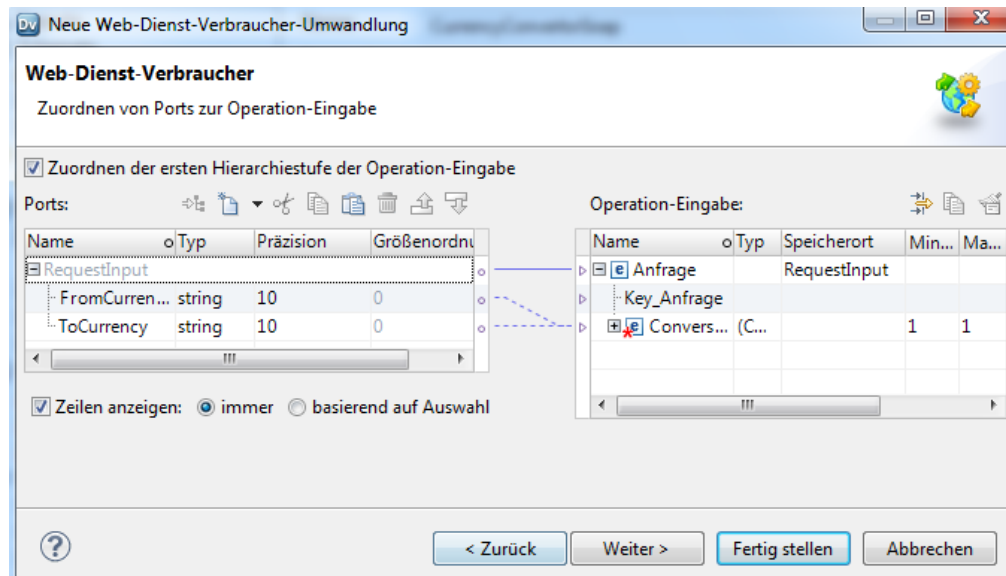 Dv Neue Web-Dienst-Verbraucher-Umwandlung
Web-Dienst-Verbraucher
Zuordnen von Ports zur Operation-Eingabe
Zuordnen der ersten Hierarchiestufe der Operation-Eingabe
Ports: Operation-Eingabe:
Name Typ Präzision Größenordnu Name Typ Speicherort Min... Ma...
RequestInput e Anfrage RequestInput
FromCurren... string 10 0 Key_Anfrage
ToCurrency string 10 0 e Convers... (C... 1 1
Zeilen anzeigen: immer basierend auf Auswahl
? < Zurück Weiter > Fertig stellen Abbrechen